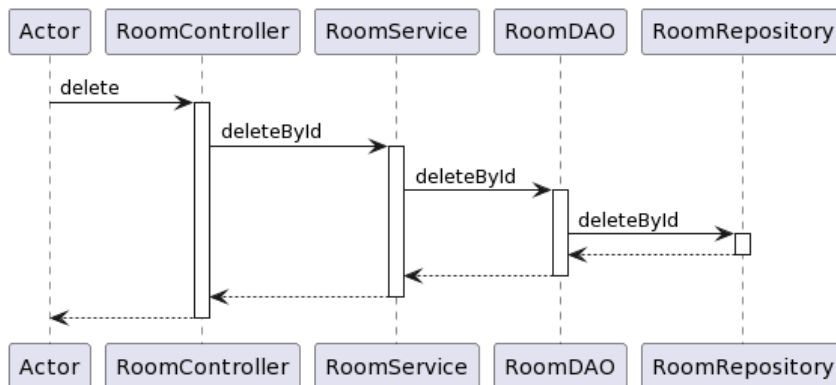 Actor RoomController RoomService RoomDAO RoomRepository
delete
deleteById
deleteById
deleteById
Actor RoomController RoomService RoomDAO RoomRepository